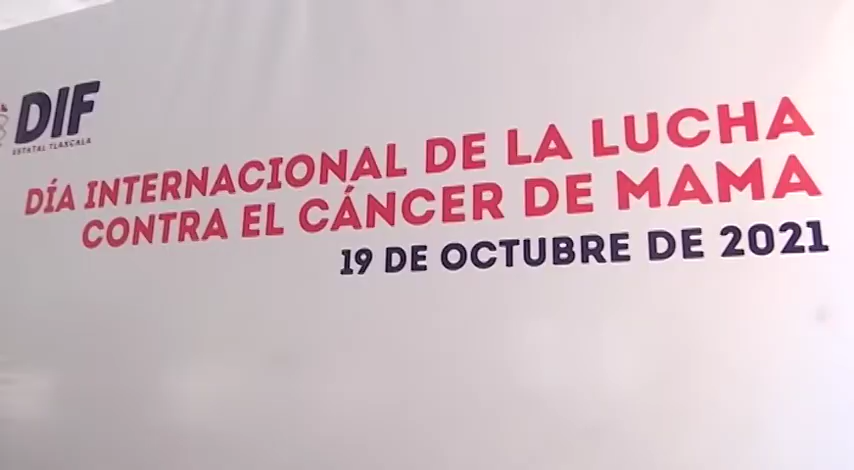 DIF
ESTATAL TLAXCALA
DÍA INTERNACIONAL DE LA LUCHA
CONTRA EL CÁNCER DE MAMA
19 DE OCTUBRE DE 2021